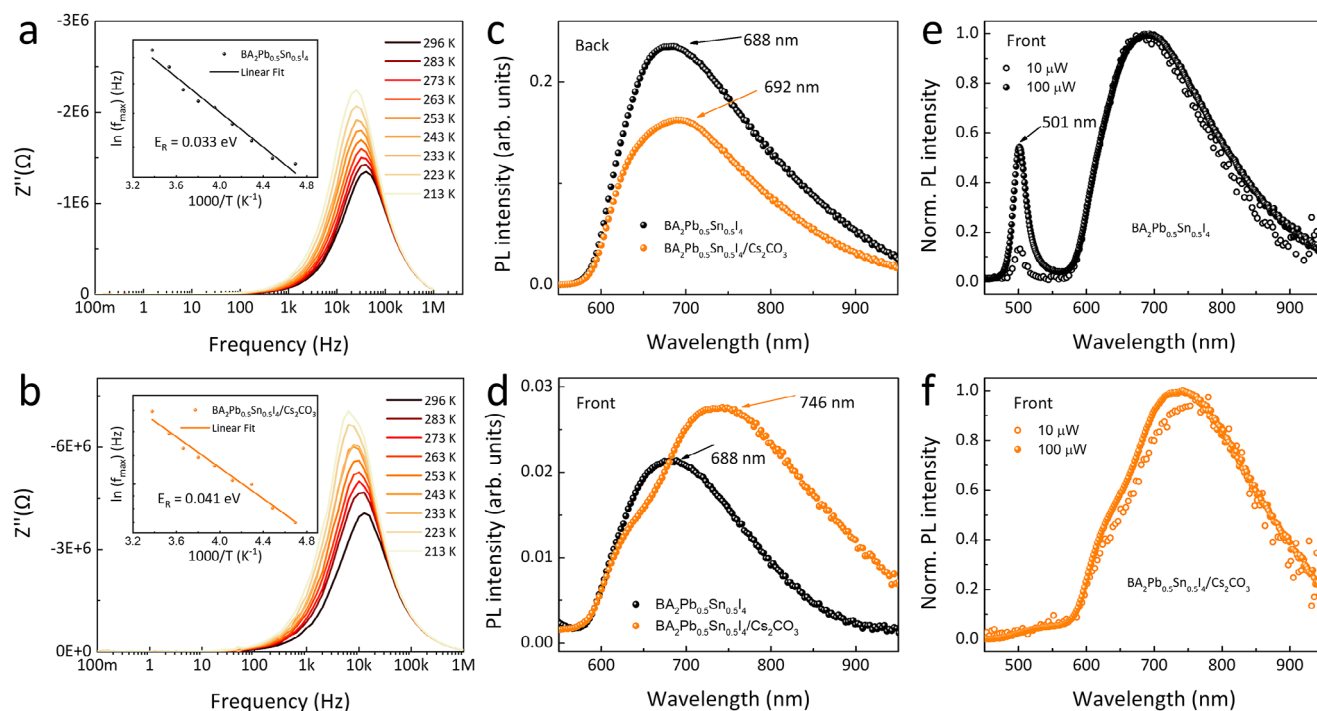 a
-3E6
-2E6
-1E6
0
Z''(Ω)
100m 1 10 100 1k 10k 100k 1M
Frequency (Hz)
BA₂Pb₀.₅Sn₀.₅I₄
Linear Fit
ln (fₘₐₓ) (Hz)
E_R = 0.033 eV
3.2 3.6 4.0 4.4 4.8
1000/T (K⁻¹)
296 K
283 K
273 K
263 K
253 K
243 K
233 K
223 K
213 K
b
-6E6
-3E6
0E+0
Z''(Ω)
100m 1 10 100 1k 10k 100k 1M
Frequency (Hz)
BA₂Pb₀.₅Sn₀.₅I₄/Cs₂CO₃
Linear Fit
ln (fₘₐₓ) (Hz)
E_R = 0.041 eV
3.2 3.6 4.0 4.4 4.8
1000/T (K⁻¹)
296 K
283 K
273 K
263 K
253 K
243 K
233 K
223 K
213 K
c
Back
688 nm
692 nm
0.2
0.0
PL intensity (arb. units)
BA₂Pb₀.₅Sn₀.₅I₄
BA₂Pb₀.₅Sn₀.₅I₄/Cs₂CO₃
600 700 800 900
Wavelength (nm)
d
Front
746 nm
688 nm
0.03
0.02
0.01
0.00
PL intensity (arb. units)
BA₂Pb₀.₅Sn₀.₅I₄
BA₂Pb₀.₅Sn₀.₅I₄/Cs₂CO₃
600 700 800 900
Wavelength (nm)
e
Front
10 μW
100 μW
501 nm
1.0
0.8
0.6
0.4
0.2
0.0
Norm. PL intensity
BA₂Pb₀.₅Sn₀.₅I₄
500 600 700 800 900
Wavelength (nm)
f
Front
10 μW
100 μW
1.0
0.8
0.6
0.4
0.2
0.0
Norm. PL intensity
BA₂Pb₀.₅Sn₀.₅I₄/Cs₂CO₃
500 600 700 800 900
Wavelength (nm)